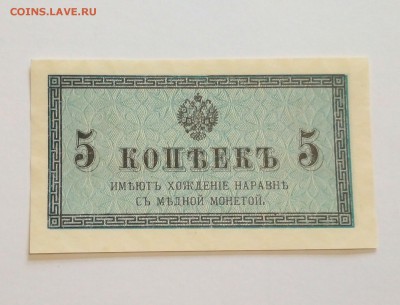 COINS.LAVE.RU
5 КОПѢЕКЪ 5
ИМѢЮТЪ ХОЖДЕНІЕ НАРАВНѢ
СЪ МѢДНОЙ МОНЕТОЙ.